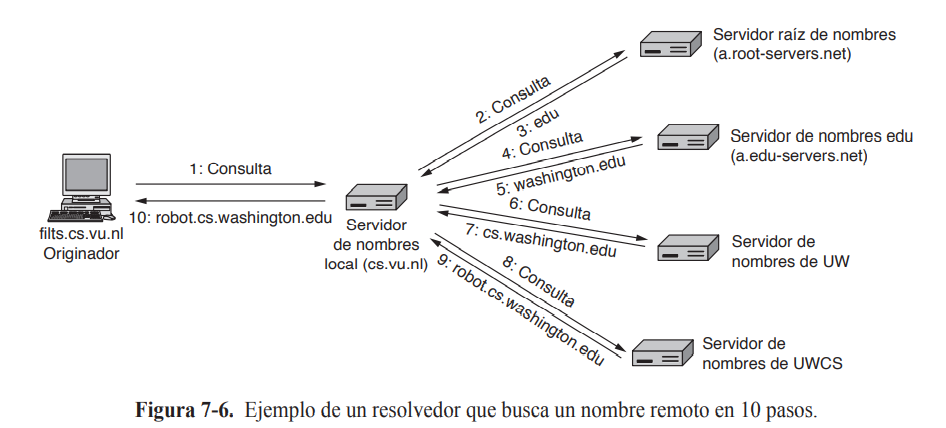 Servidor raíz de nombres
(a.root-servers.net)
2: Consulta
3: edu
Servidor de nombres edu
(a.edu-servers.net)
4: Consulta
5: washington.edu
1: Consulta
10: robot.cs.washington.edu
filts.cs.vu.nl
Originador
Servidor
de nombres
local (cs.vu.nl)
6: Consulta
7: cs.washington.edu
Servidor de
nombres de UW
8: Consulta
9: robot.cs.washington.edu
Servidor de
nombres de UWCS
Figura 7-6. Ejemplo de un resolvedor que busca un nombre remoto en 10 pasos.